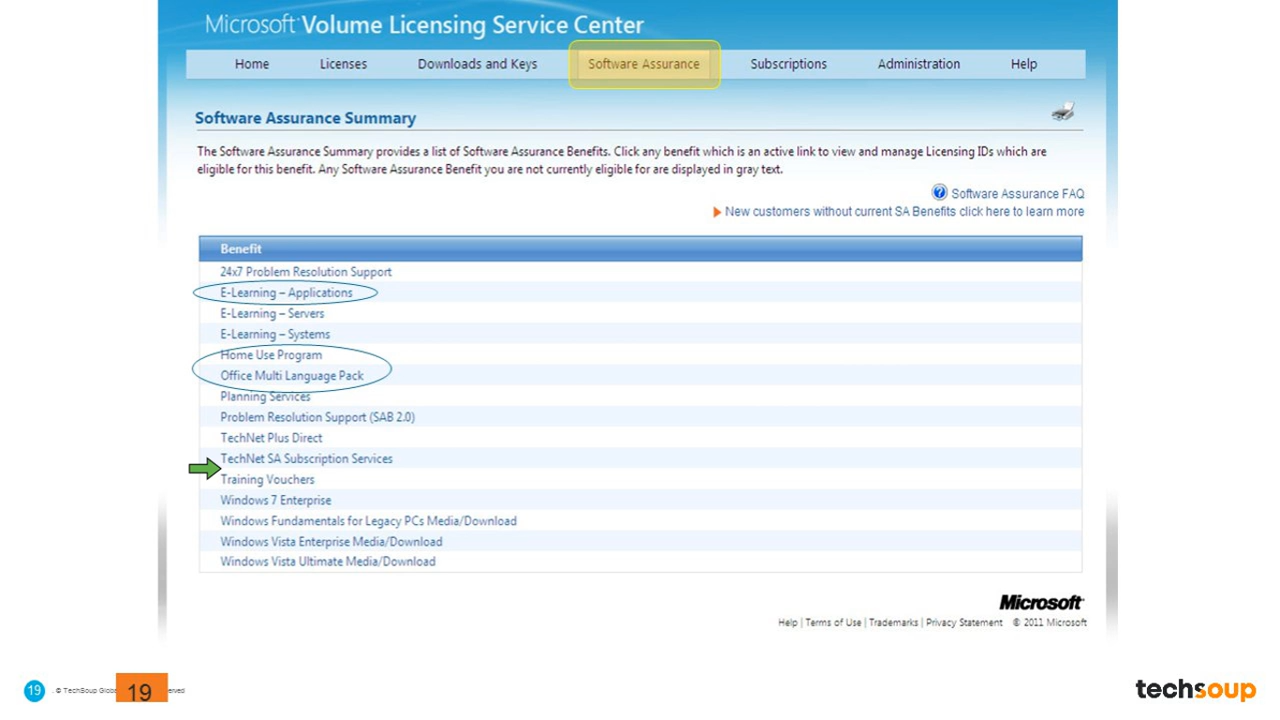 Microsoft Volume Licensing Service Center
Home Licenses Downloads and Keys Software Assurance Subscriptions Administration Help
Software Assurance Summary
The Software Assurance Summary provides a list of Software Assurance Benefits. Click any benefit which is an active link to view and manage Licensing IDs which are
eligible for this benefit. Any Software Assurance Benefit you are not currently eligible for are displayed in gray text.
Software Assurance FAQ
New customers without current SA Benefits click here to learn more
Benefit
24x7 Problem Resolution Support
E-Learning – Applications
E-Learning – Servers
E-Learning – Systems
Home Use Program
Office Multi Language Pack
Planning Services
Problem Resolution Support (SAB 2.0)
TechNet Plus Direct
TechNet SA Subscription Services
Training Vouchers
Windows 7 Enterprise
Windows Fundamentals for Legacy PCs Media/Download
Windows Vista Enterprise Media/Download
Windows Vista Ultimate Media/Download
Microsoft
Help | Terms of Use | Trademarks | Privacy Statement © 2011 Microsoft
19 . © TechSoup 19
techsoup